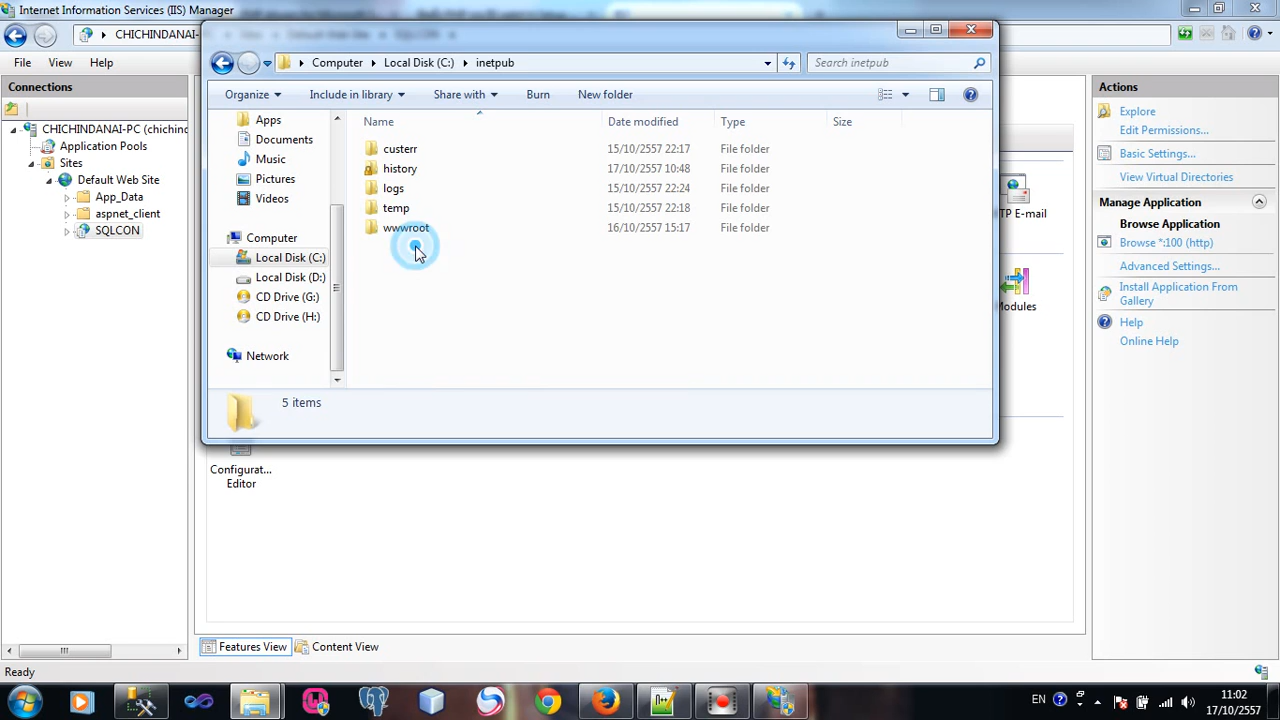 Internet Information Services (IIS) Manager
CHICHINDANAI-
File View Help
Connections
CHICHINDANAI-PC (chichind
Application Pools
Sites
Default Web Site
App_Data
aspnet_client
SQLCON
Computer Local Disk (C:) inetpub
Search inetpub
Organize Include in library Share with Burn New folder
Apps
Documents
Music
Pictures
Videos
Computer
Local Disk (C:)
Local Disk (D:)
CD Drive (G:)
CD Drive (H:)
Network
Name Date modified Type Size
custerr 15/10/2557 22:17 File folder
history 17/10/2557 10:48 File folder
logs 15/10/2557 22:24 File folder
temp 15/10/2557 22:18 File folder
wwwroot 16/10/2557 15:17 File folder
5 items
TP E-mail
Modules
Configurat...
Editor
Features View Content View
Actions
Explore
Edit Permissions...
Basic Settings...
View Virtual Directories
Manage Application
Browse Application
Browse *:100 (http)
Advanced Settings...
Install Application From
Gallery
Help
Online Help
Ready
EN
11:02
17/10/2557